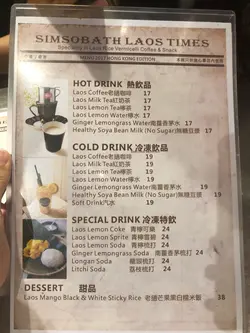 SIMSOBATH LAOS TIMES
Specialty in Laos Rice Vermicelli Coffee & Snack
HONG KONG EDITION
HOT DRINK 熱飲品
Laos Coffee老撾咖啡 17
Laos Milk Tea紅奶茶 17
Laos Lemon Tea檸茶 17
Laos Lemon Water檸水 17
Ginger Lemongrass Water南薑香茅水 17
Healthy Soya Bean Milk (No Sugar)無糖豆漿 17
COLD DRINK 冷凍飲品
Laos Coffee老撾咖啡 19
Laos Milk Tea紅奶茶 19
Laos Lemon Tea檸茶 19
Laos Lemon Water檸水 19
Ginger Lemongrass Water南薑香茅水 19
Healthy Soya Bean Milk (No Sugar)無糖豆漿 19
Soft Drink汽水 19
SPECIAL DRINK 冷凍特飲
Laos Lemon Coke 青檸可樂 24
Laos Lemon Sprite 青檸雪碧 24
Laos Lemon Soda 青檸梳打 24
Ginger Lemongrass Soda 南薑香茅梳打 24
Longan Soda 龍眼梳打 24
Litchi Soda 荔枝梳打 24
DESSERT 甜品
Laos Mango Black & White Sticky Rice 老撾芒果黑白糯米飯 38